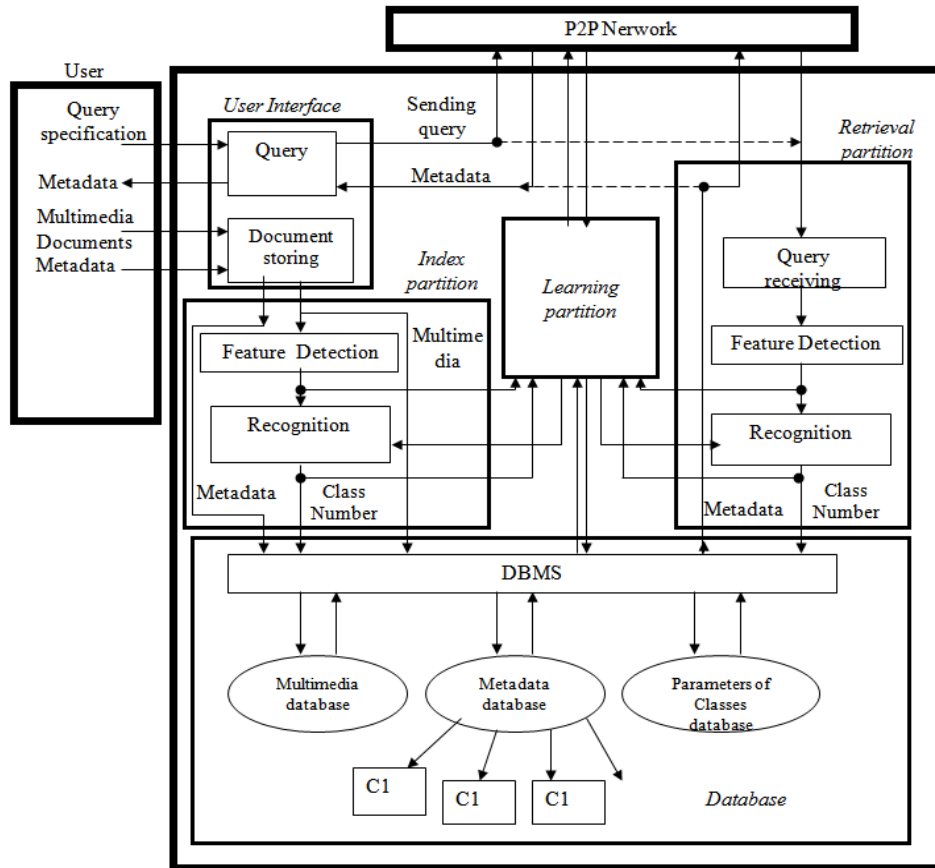 P2P Nerwork
User
Query
specification
Metadata
Multimedia
Documents
Metadata
User Interface
Query
Document
storing
Sending
query
Metadata
Retrieval
partition
Index
partition
Learning
partition
Query
receiving
Feature Detection
Multime
dia
Feature Detection
Recognition
Recognition
Metadata
Class
Number
Metadata
Class
Number
DBMS
Multimedia
database
Metadata
database
Parameters of
Classes
database
C1
C1
C1
Database